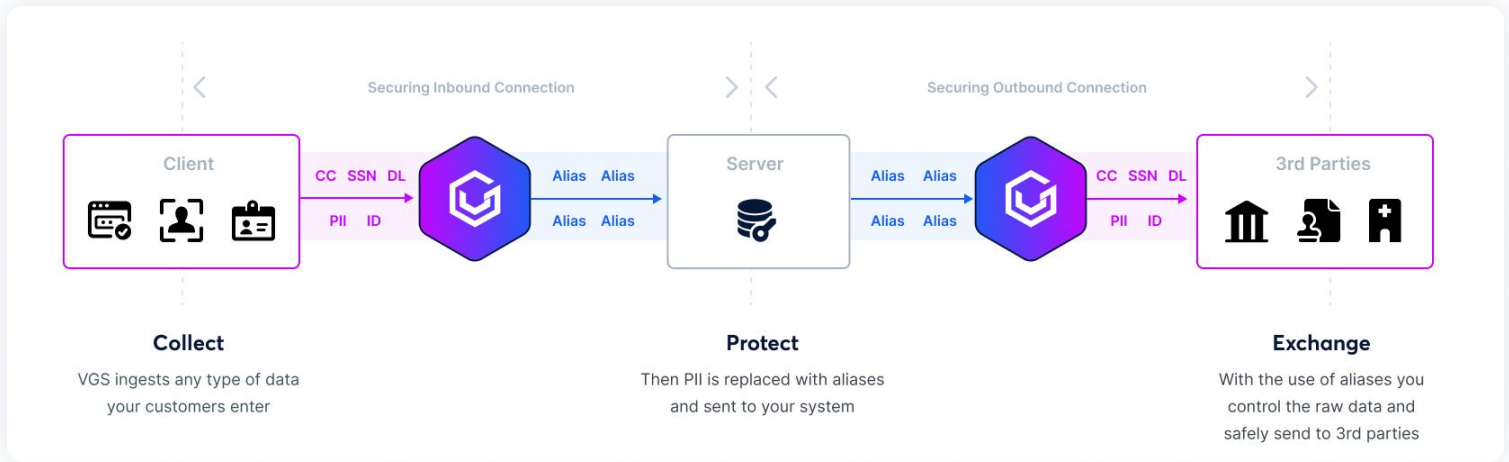 Securing Inbound Connection
Securing Outbound Connection
Client
CC SSN DL
PII ID
Alias Alias
Alias Alias
Server
Alias Alias
Alias Alias
CC SSN DL
PII ID
3rd Parties
Collect
VGS ingests any type of data
your customers enter
Protect
Then PII is replaced with aliases
and sent to your system
Exchange
With the use of aliases you
control the raw data and
safely send to 3rd parties